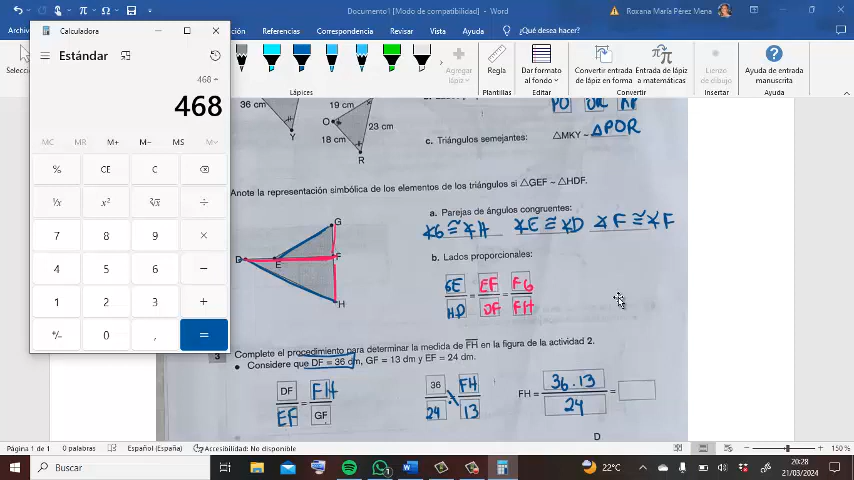 Documento1 [Modo de compatibilidad] - Word
Roxana María Pérez Mena
Calculadora
Estándar
468 ÷
468
MC MR M+ M− MS M˅
% CE C
¹/x x² ²√x ÷
7 8 9 ×
4 5 6 −
1 2 3 +
+/− 0 , =
Archivo
ción Referencias Correspondencia Revisar Vista Ayuda ¿Qué desea hacer?
Selecc
Agregar lápiz
Regla
Dar formato al fondo
Convertir entrada de lápiz a formas
Convertir entrada de lápiz a matemáticas
Lienzo de dibujo
Ayuda de entrada manuscrita
Lápices Plantillas Convertir Insertar Ayuda
36 cm
Y
19 cm
O
23 cm
18 cm
R
PO OR RP
c. Triángulos semejantes: △MKY ~ △POR
Anote la representación simbólica de los elementos de los triángulos si △GEF ~ △HDF.
G
D
E
F
H
a. Parejas de ángulos congruentes:
∢G ≅ ∢H ∢E ≅ ∢D ∢F ≅ ∢F
b. Lados proporcionales:
GE = EF = FG
HD DF FH
3
Complete el procedimiento para determinar la medida de FH en la figura de la actividad 2.
• Considere que DF = 36 dm, GF = 13 dm y EF = 24 dm.
DF = FH
EF GF
36 FH
24 13
FH = 36·13 =
24
D
Página 1 de 1 0 palabras Español (España) Accesibilidad: No disponible 150 %
Buscar
22°C
20:28
21/03/2024